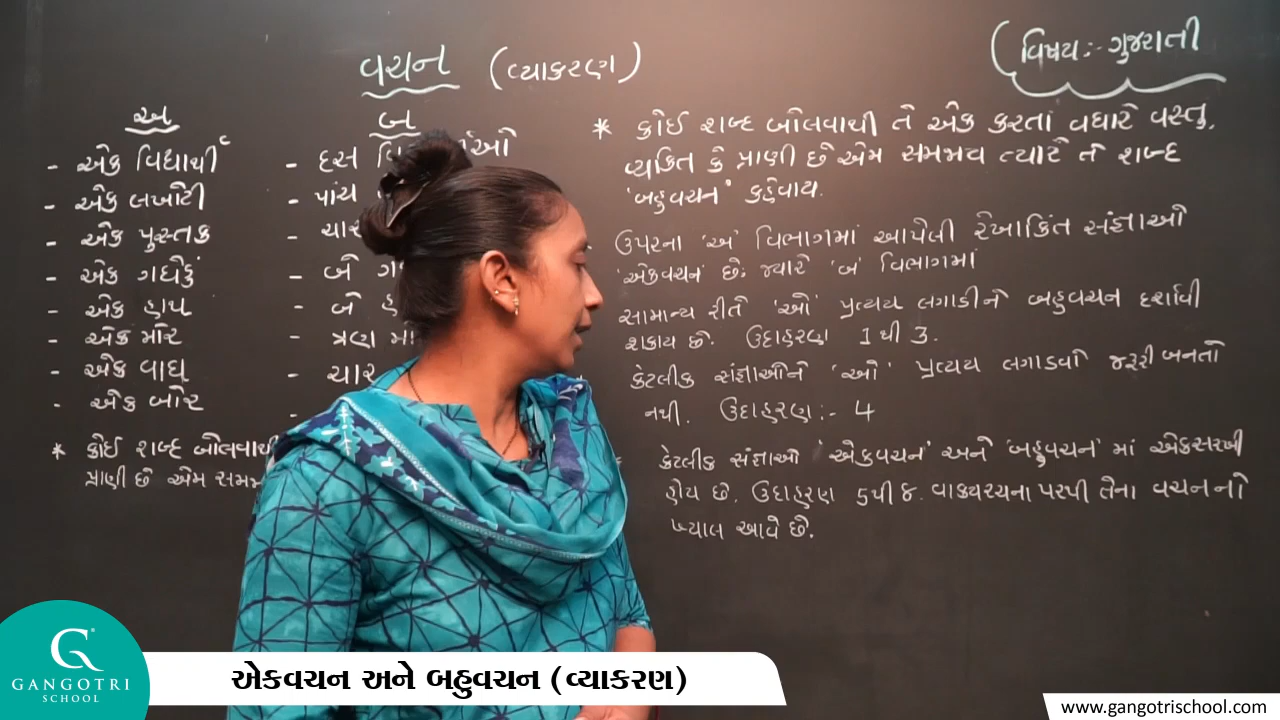 વચન (વ્યાકરણ)
(વિષય:- ગુજરાતી
અ
- એક વિદ્યાર્થી
- એક લખોટી
- એક પુસ્તક
- એક ગધેડું
- એક હાથ
- એક મોર
- એક વાઘ
- એક બોર
* કોઈ શબ્દ બોલવાથી
પ્રાણી છે એમ
બ
- દસ
- પાંચ
- ચાર
- બે
- બે
- ત્રણ
- ચાર
-
* કોઈ શબ્દ બોલવાથી તે એક કરતાં વધારે વસ્તુ,
વ્યકિત કે પ્રાણી છે એમ સમજાય ત્યારે તે શબ્દ
'બહુવચન' કહેવાય.
ઉપરના 'અ' વિભાગમાં આપેલી રેખાકિંત સંજ્ઞાઓ
'એકવચન' છે; જ્યારે 'બ' વિભાગમાં
સામાન્ય રીતે 'ઓ' પ્રત્યય લગાડીને બહુવચન દર્શાવી
શકાય છે. ઉદાહરણ 1 થી 3.
કેટલીક સંજ્ઞાઓને 'ઓ' પ્રત્યય લગાડવો જરૂરી બનતો
નથી. ઉદાહરણ:- 4
કેટલીક સંજ્ઞાઓ 'એકવચન' અને 'બહુવચન' માં એકસરખી
હોય છે. ઉદાહરણ 5 થી ૪. વાક્યરચના પરથી તેના વચનનો
ખ્યાલ આવે છે.
G
GANGOTRI
SCHOOL
એકવચન અને બહુવચન (વ્યાકરણ)
www.gangotrischool.com